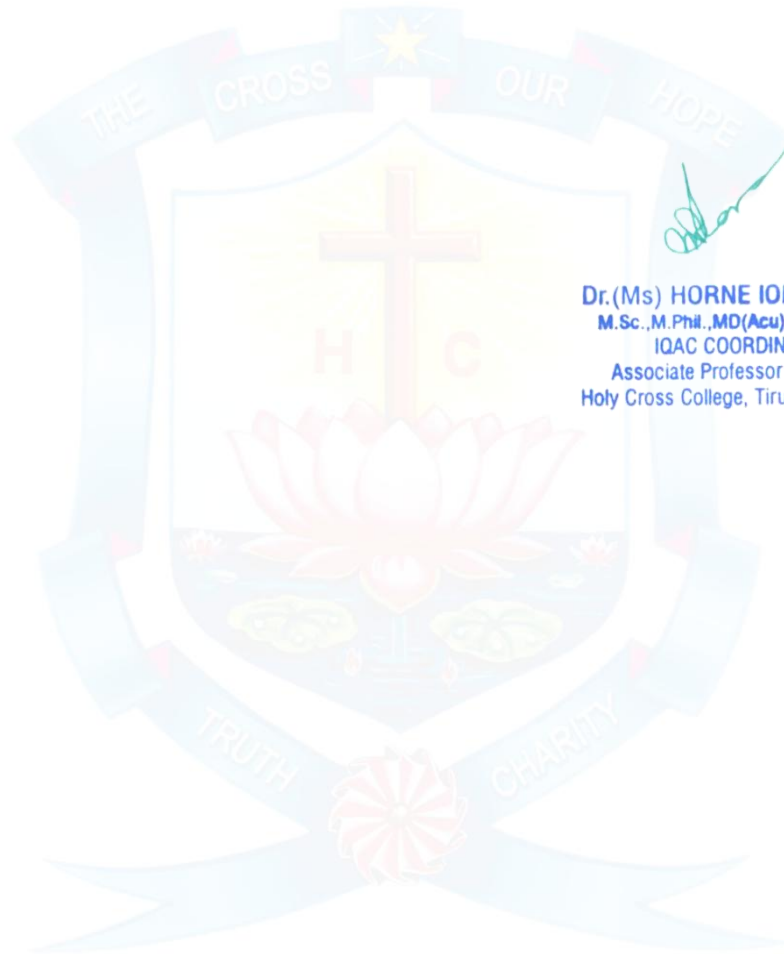 THE CROSS OUR HOPE
Dr.(Ms) HORNE
M.Sc.,M.Phil.,MD(Acu)
IQAC
Associate Professor
Holy Cross College,
H C
TRUTH CHARITY